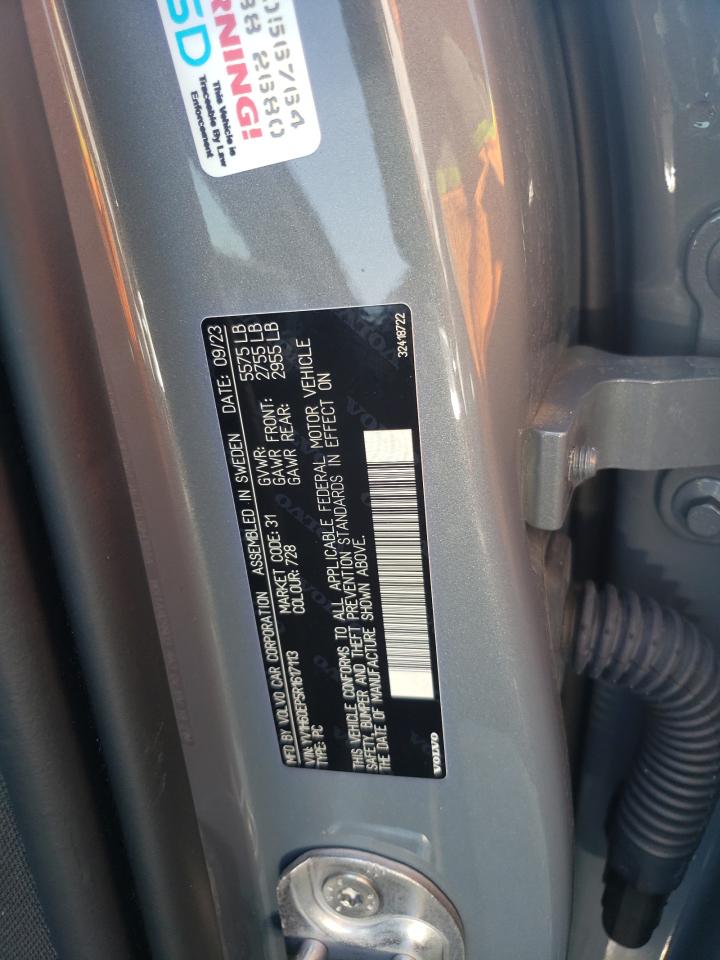 SD
RNING!
This Vehicle is
Traceable By Law
Enforcement
MFD BY VOLVO CAR CORPORATION ASSEMBLED IN SWEDEN DATE: 09/23
VIN: YV1H60EP5R1617113 MARKET CODE: 31 GVWR: 5575 LB
TYPE: PC COLOUR: 728 GAWR FRONT: 2755 LB
GAWR REAR: 2955 LB
THIS VEHICLE CONFORMS TO ALL APPLICABLE FEDERAL MOTOR VEHICLE
SAFETY, BUMPER AND THEFT PREVENTION STANDARDS IN EFFECT ON
THE DATE OF MANUFACTURE SHOWN ABOVE.
VOLVO
32418722